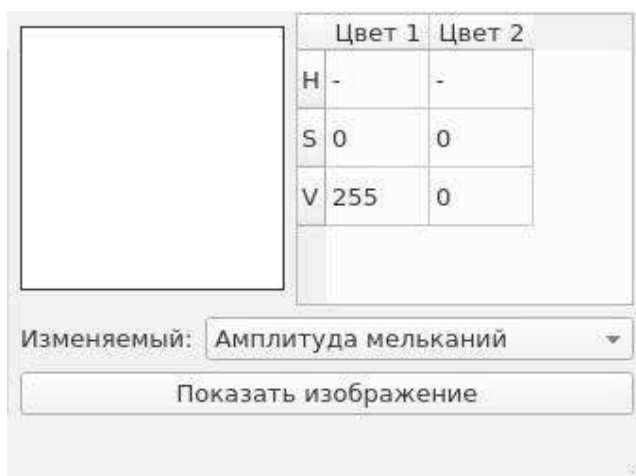 Цвет 1 Цвет 2
H - -
S 0 0
V 255 0
Изменяемый: Амплитуда мельканий
Показать изображение